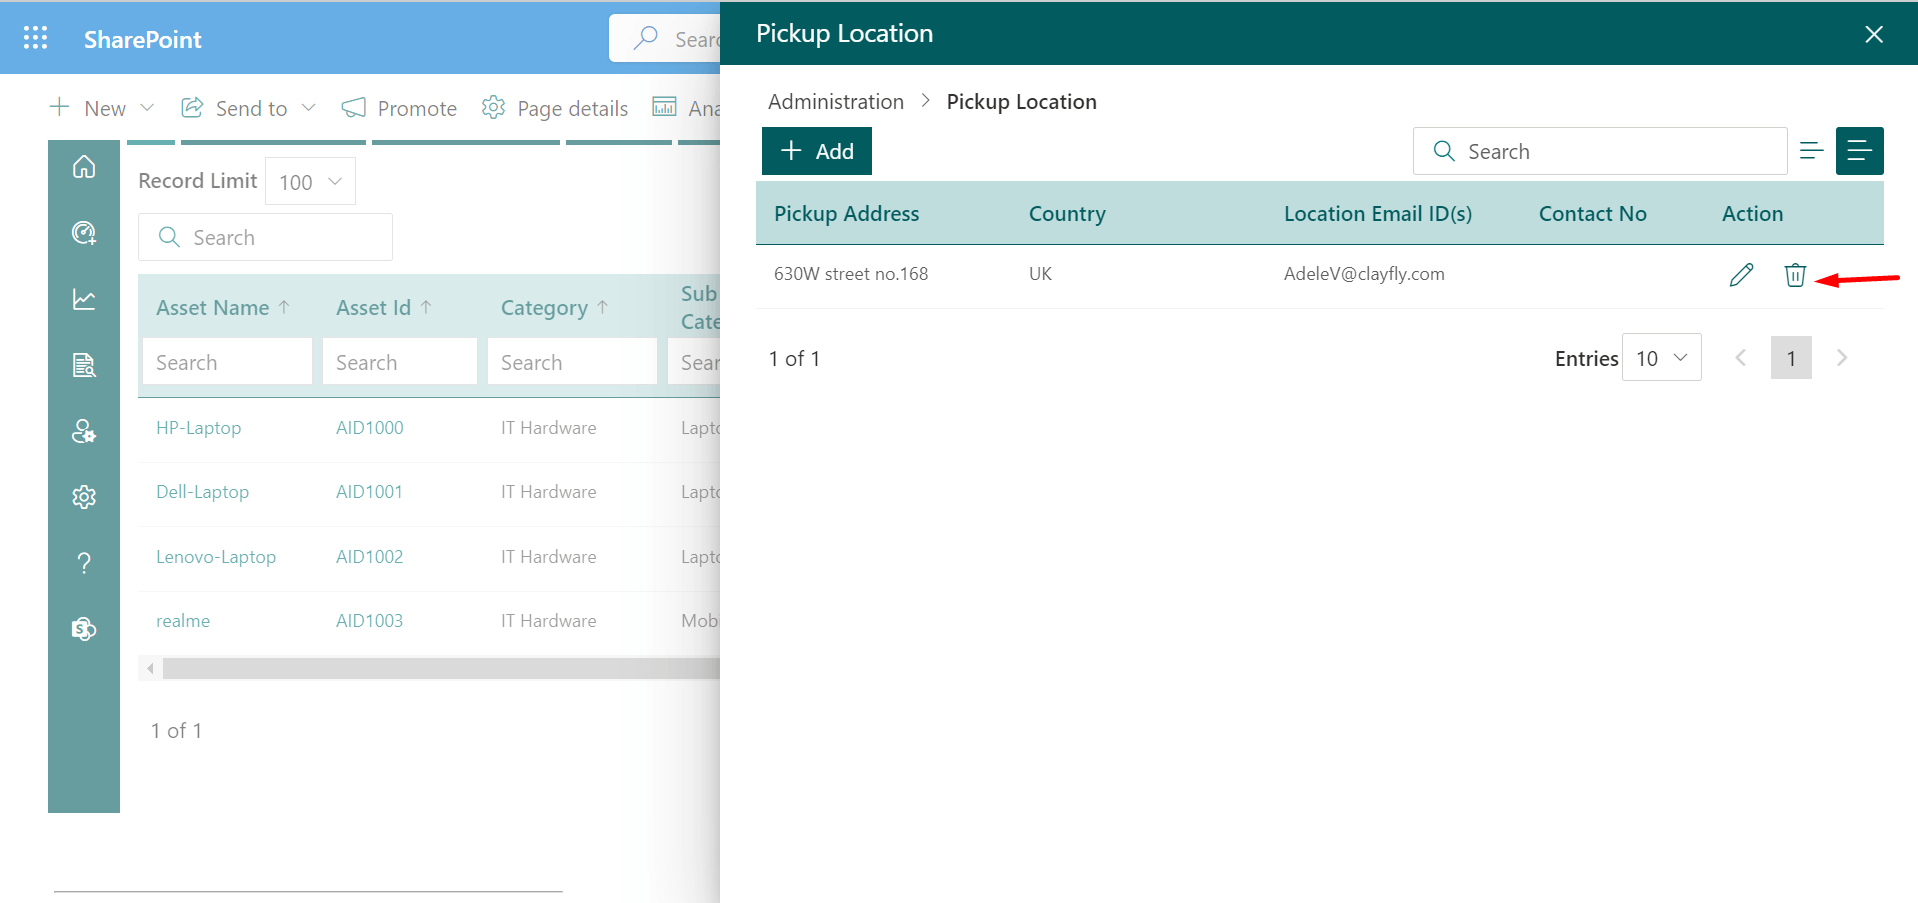 SharePoint
Sear
New
Send to
Promote
Page details
Ana
Record Limit
100
Search
Asset Name
Asset Id
Category
Sub
Cate
Search
Search
Search
Sear
HP-Laptop
AID1000
IT Hardware
Lapto
Dell-Laptop
AID1001
IT Hardware
Lapto
Lenovo-Laptop
AID1002
IT Hardware
Lapto
realme
AID1003
IT Hardware
Mobi
1 of 1
Pickup Location
Administration > Pickup Location
Add
Search
Pickup Address
Country
Location Email ID(s)
Contact No
Action
630W street no.168
UK
AdeleV@clayfly.com
1 of 1
Entries
10
1